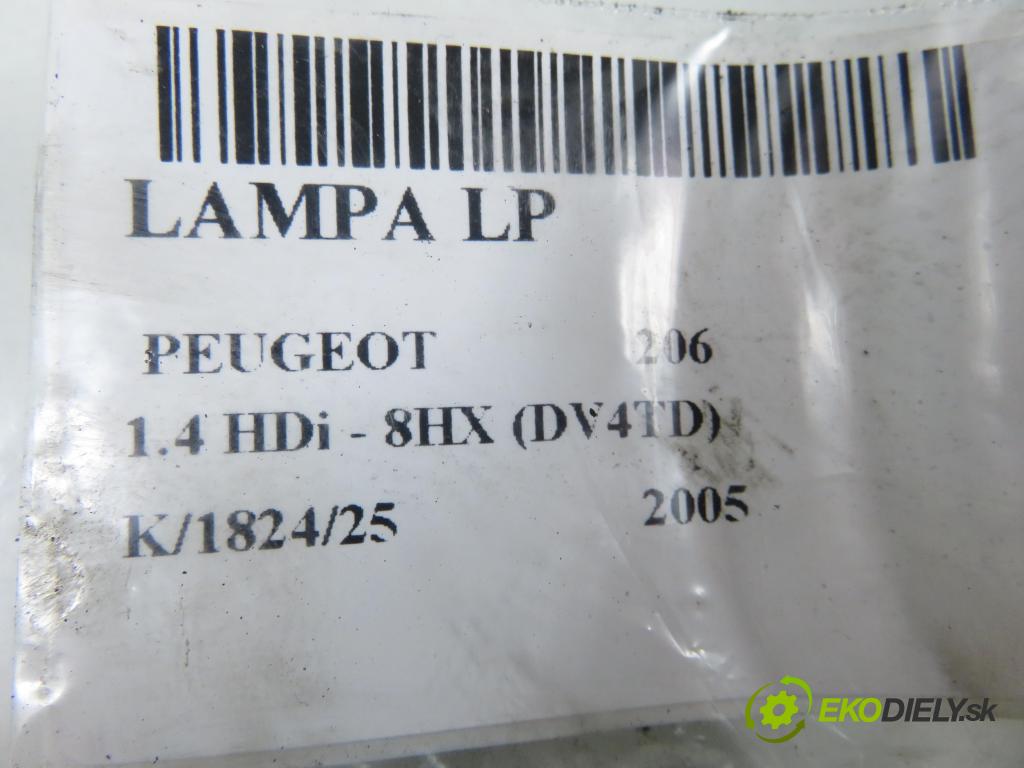 LAMPA LP
PEUGEOT 206
1.4 HDi - 8HX (DV4TD)
K/1824/25 2005
EKODIELY.sk